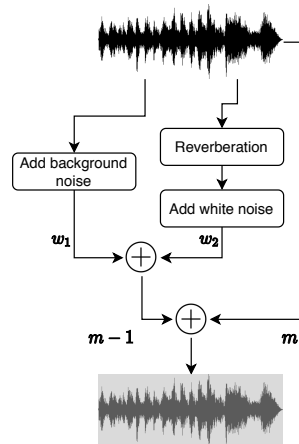 Reverberation
Add background
noise
Add white noise
w₁
w₂
m − 1
m